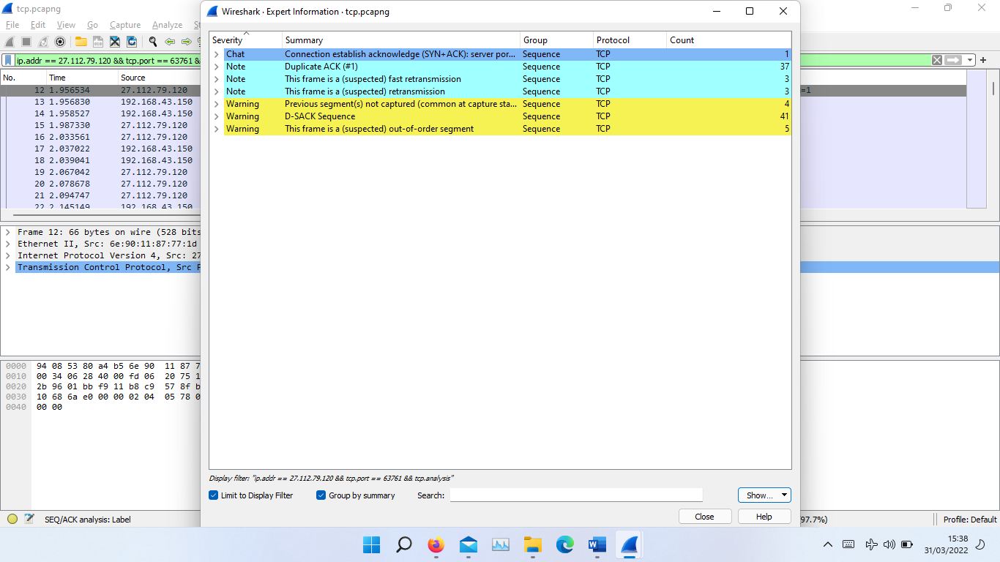 tcp.pcapng
Wireshark · Expert Information · tcp.pcapng
File Edit View Go Capture Analyze
Severity Summary Group Protocol Count
Chat Connection establish acknowledge (SYN+ACK): server por... Sequence TCP 1
Note Duplicate ACK (#1) Sequence TCP 37
Note This frame is a (suspected) fast retransmission Sequence TCP 3
Note This frame is a (suspected) retransmission Sequence TCP 3
Warning Previous segment(s) not captured (common at capture sta... Sequence TCP 4
Warning D-SACK Sequence Sequence TCP 41
Warning This frame is a (suspected) out-of-order segment Sequence TCP 5
ip.addr == 27.112.79.120 && tcp.port == 63761 &
No. Time Source
12 1.956534 27.112.79.120 =1
13 1.956830 192.168.43.150
14 1.958527 192.168.43.150
15 1.987330 27.112.79.120
16 2.033561 27.112.79.120
17 2.037022 192.168.43.150
18 2.039041 192.168.43.150
19 2.067042 27.112.79.120
20 2.078678 27.112.79.120
21 2.094747 27.112.79.120
22 2.145149 192.168.43.150
Frame 12: 66 bytes on wire (528 bits
Ethernet II, Src: 6e:90:11:87:77:1d
Internet Protocol Version 4, Src: 27
Transmission Control Protocol, Src P
0000 94 08 53 80 a4 b5 6e 90 11 87 7
0010 00 34 06 28 40 00 fd 06 20 75 1
0020 2b 96 01 bb f9 11 b8 c9 57 8f b
0030 10 68 6a e0 00 00 02 04 05 78 0
0040 00 00
Display filter: "ip.addr == 27.112.79.120 && tcp.port == 63761 && tcp.analysis"
Limit to Display Filter Group by summary Search: Show...
Close Help
SEQ/ACK analysis: Label 97.7%) Profile: Default
15:38
31/03/2022